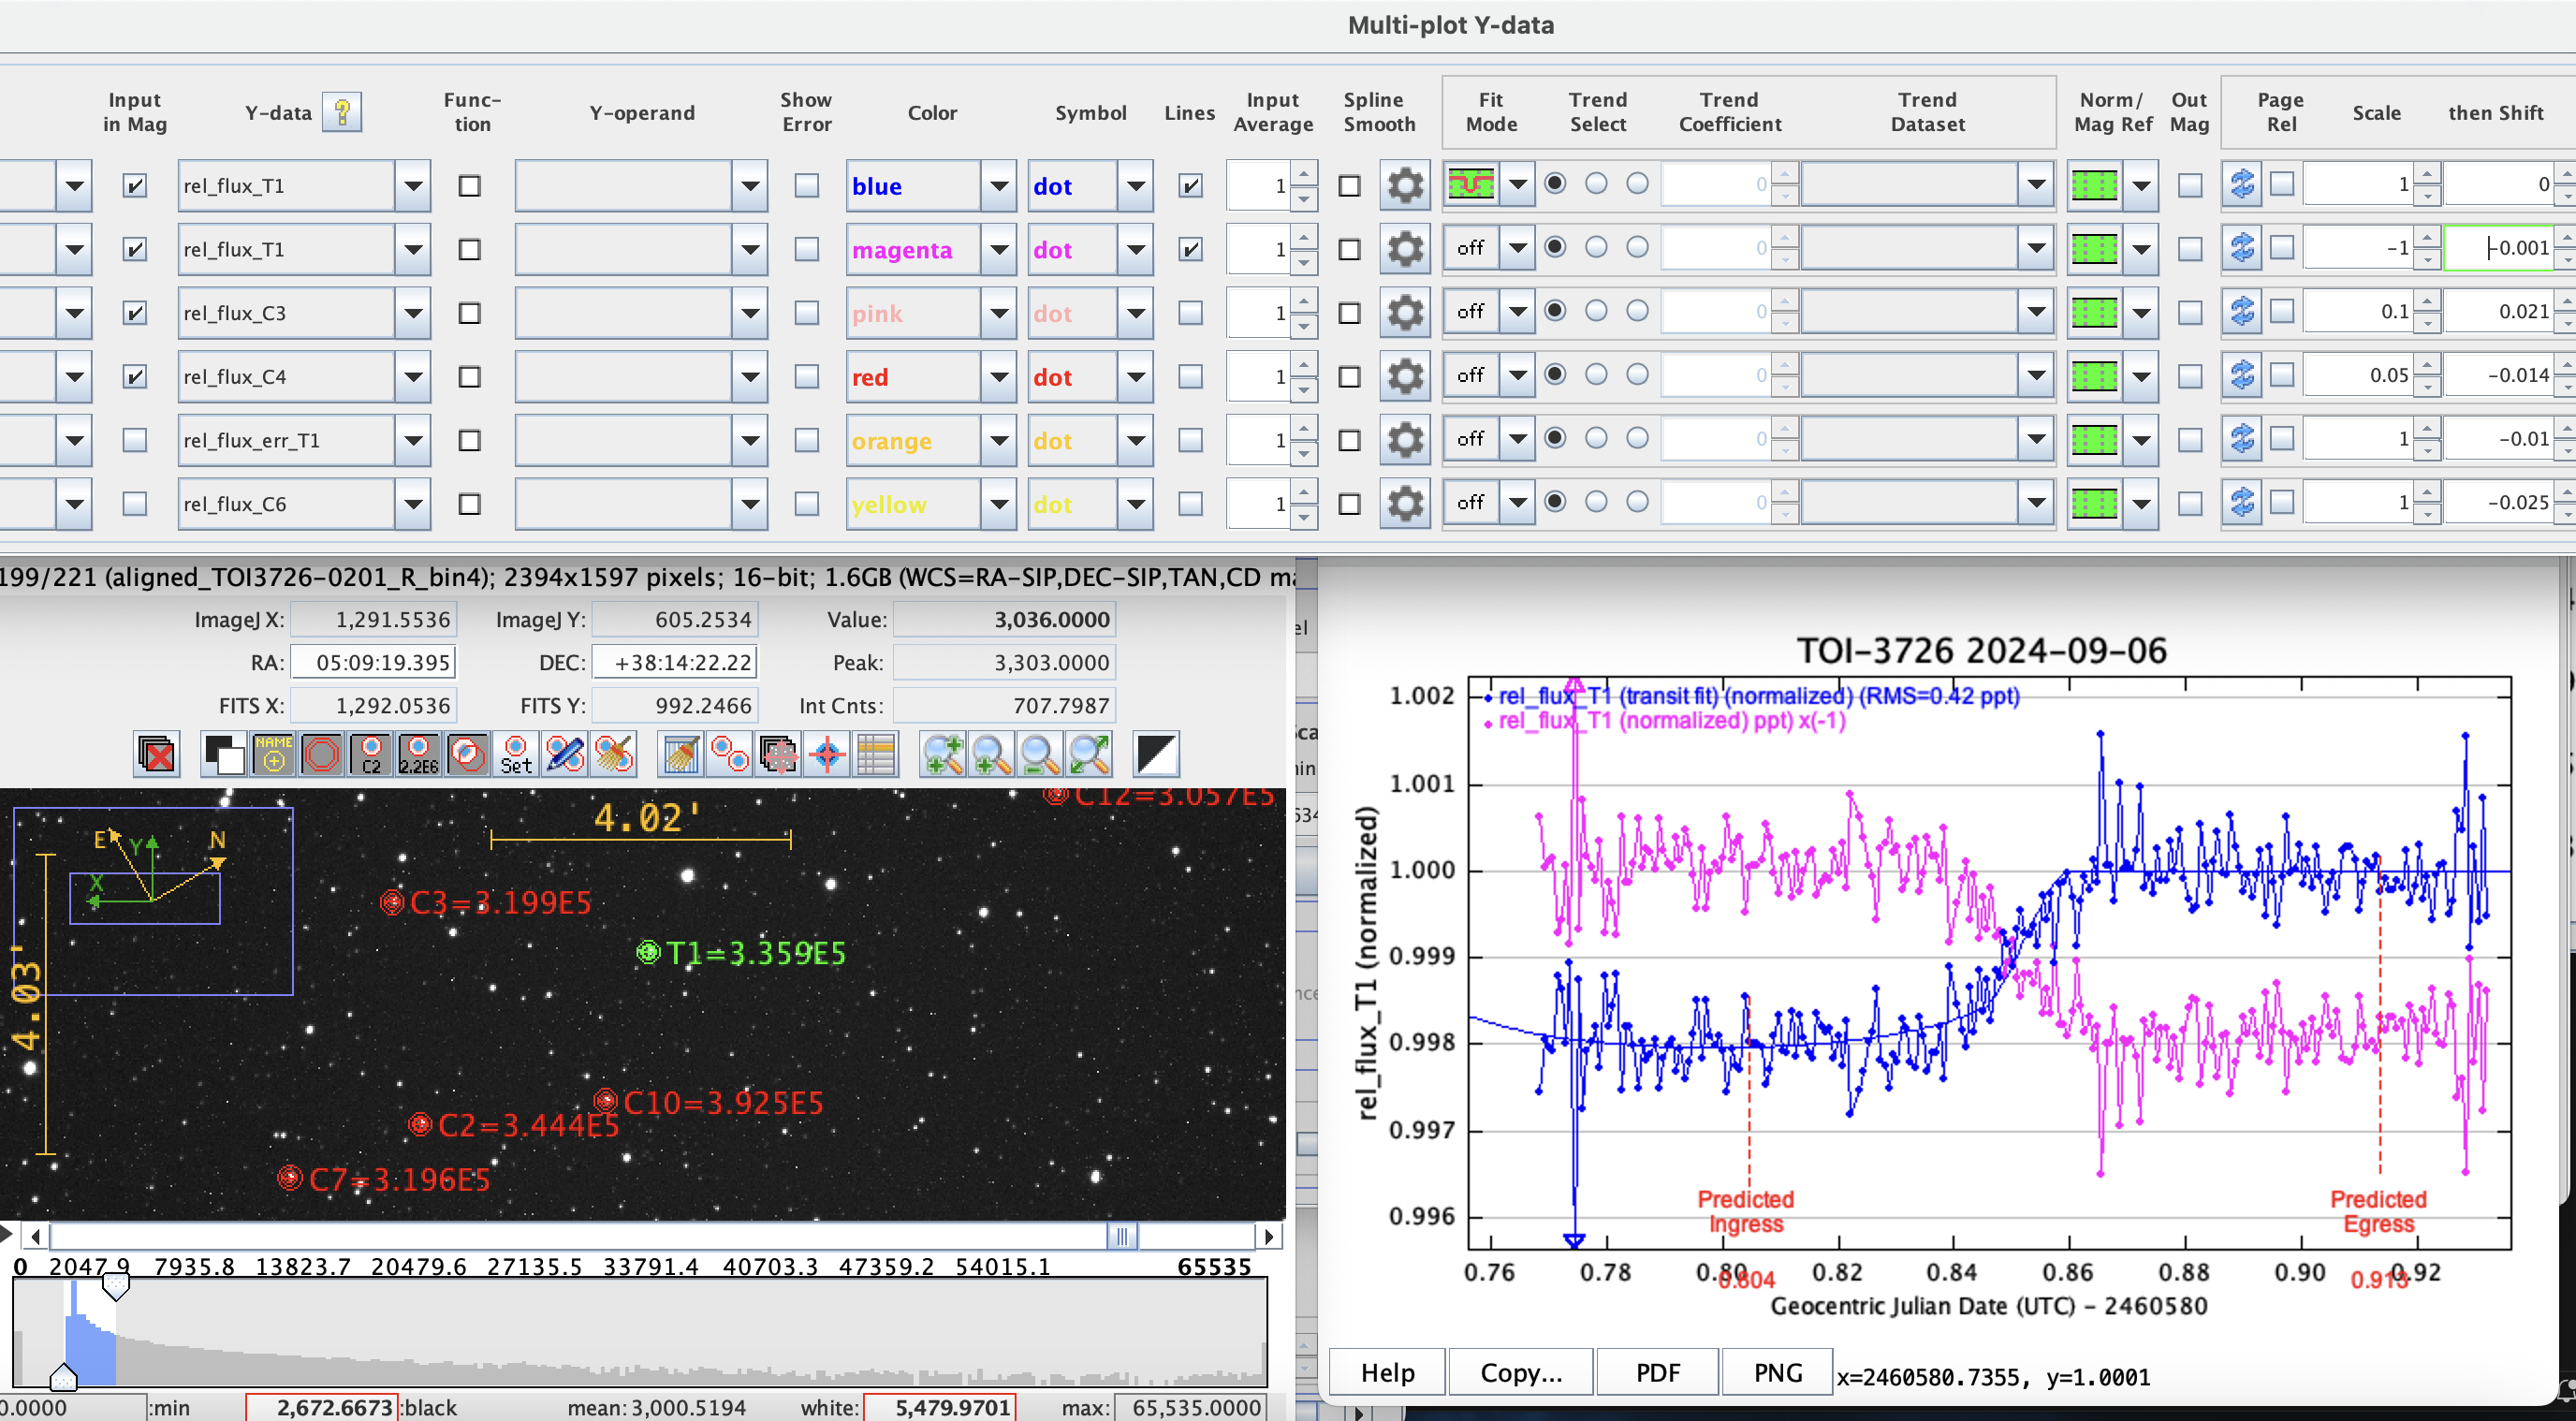 Multi-plot Y-data
Input in Mag
Y-data
Func- tion
Y-operand
Show Error
Color
Symbol
Lines
Input Average
Spline Smooth
Fit Mode
Trend Select
Trend Coefficient
Trend Dataset
Norm/ Mag Ref
Out Mag
Page Rel
Scale
then Shift
rel_flux_T1 blue dot 1 0 1 0
rel_flux_T1 magenta dot 1 off 0 -1 -0.001
rel_flux_C3 pink dot 1 off 0 0.1 0.021
rel_flux_C4 red dot 1 off 0 0.05 -0.014
rel_flux_err_T1 orange dot 1 off 0 1 -0.01
rel_flux_C6 yellow dot 1 off 0 1 -0.025
199/221 (aligned_TOI3726-0201_R_bin4); 2394x1597 pixels; 16-bit; 1.6GB (WCS=RA-SIP,DEC-SIP,TAN,CD
ImageJ X: 1,291.5536 ImageJ Y: 605.2534 Value: 3,036.0000
RA: 05:09:19.395 DEC: +38:14:22.22 Peak: 3,303.0000
FITS X: 1,292.0536 FITS Y: 992.2466 Int Cnts: 707.7987
NAME
C2
2.2E6
Set
C12=3.057E5
4.02'
E
Y
N
X
C3=3.199E5
T1=3.359E5
4.03'
C10=3.925E5
C2=3.444E5
C7=3.196E5
0 2047.9 7935.8 13823.7 20479.6 27135.5 33791.4 40703.3 47359.2 54015.1 65535
0.0000 :min 2,672.6673 :black mean: 3,000.5194 white: 5,479.9701 max: 65,535.0000
TOI-3726 2024-09-06
rel_flux_T1 (transit fit) (normalized) (RMS=0.42 ppt)
rel_flux_T1 (normalized) ppt) x(-1)
rel_flux_T1 (normalized)
1.002
1.001
1.000
0.999
0.998
0.997
0.996
Predicted Ingress
Predicted Egress
0.76 0.78 0.80 0.82 0.84 0.86 0.88 0.90 0.92
0.804
0.913
Geocentric Julian Date (UTC) - 2460580
Help Copy... PDF PNG x=2460580.7355, y=1.0001